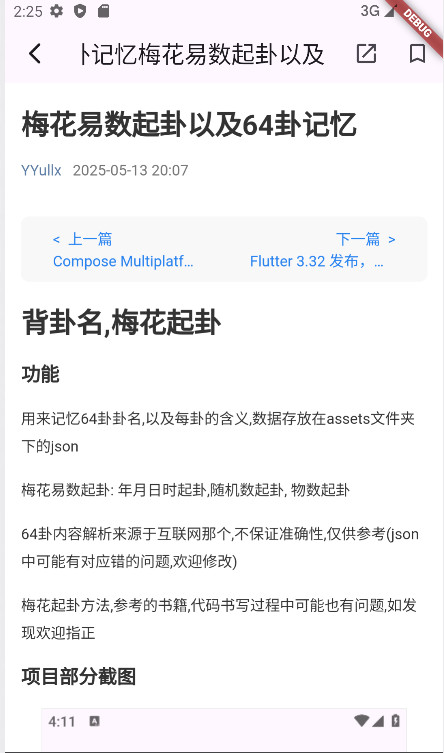 2:25
3G
DEBUG
卜记忆梅花易数起卦以及
梅花易数起卦以及64卦记忆
YYullx 2025-05-13 20:07
< 上一篇 下一篇 >
Compose Multiplatf... Flutter 3.32 发布，...
背卦名,梅花起卦
功能
用来记忆64卦卦名,以及每卦的含义,数据存放在assets文件夹
下的json
梅花易数起卦: 年月日时起卦,随机数起卦, 物数起卦
64卦内容解析来源于互联网那个,不保证准确性,仅供参考(json
中可能有对应错的问题,欢迎修改)
梅花起卦方法,参考的书籍,代码书写过程中可能也有问题,如发
现欢迎指正
项目部分截图
4:11 A